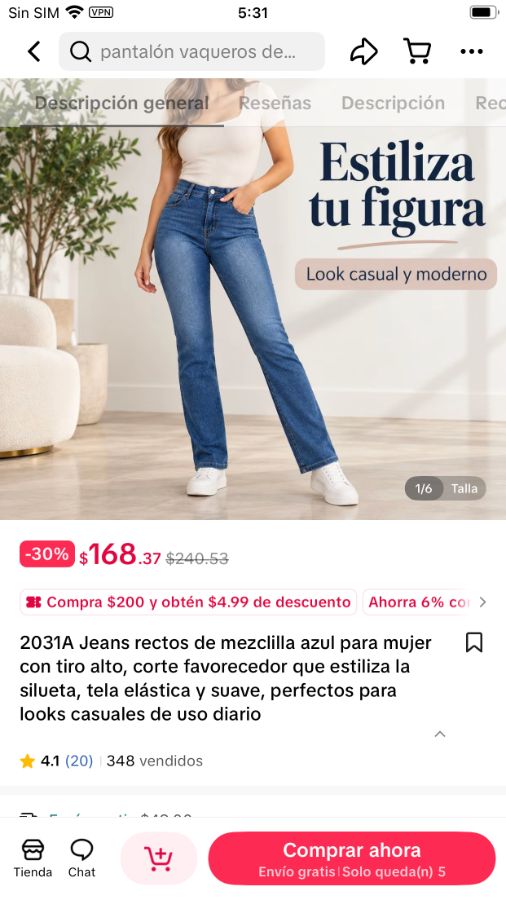 Sin SIM VPN 5:31
pantalón vaqueros de...
Descripción general Reseñas Descripción Rec
Estiliza
tu figura
Look casual y moderno
1/6 Talla
-30% $168.37 $240.53
Compra $200 y obtén $4.99 de descuento Ahorra 6% co
2031A Jeans rectos de mezclilla azul para mujer
con tiro alto, corte favorecedor que estiliza la
silueta, tela elástica y suave, perfectos para
looks casuales de uso diario
4.1 (20) 348 vendidos
Comprar ahora
Tienda Chat Envío gratis Solo queda(n) 5